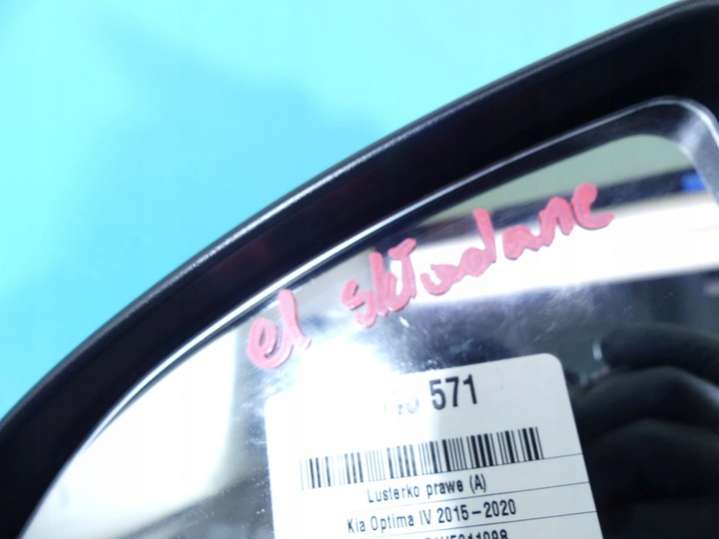 el składane
571
Lusterko prawe (A)
Kia Optima IV 2015-2020